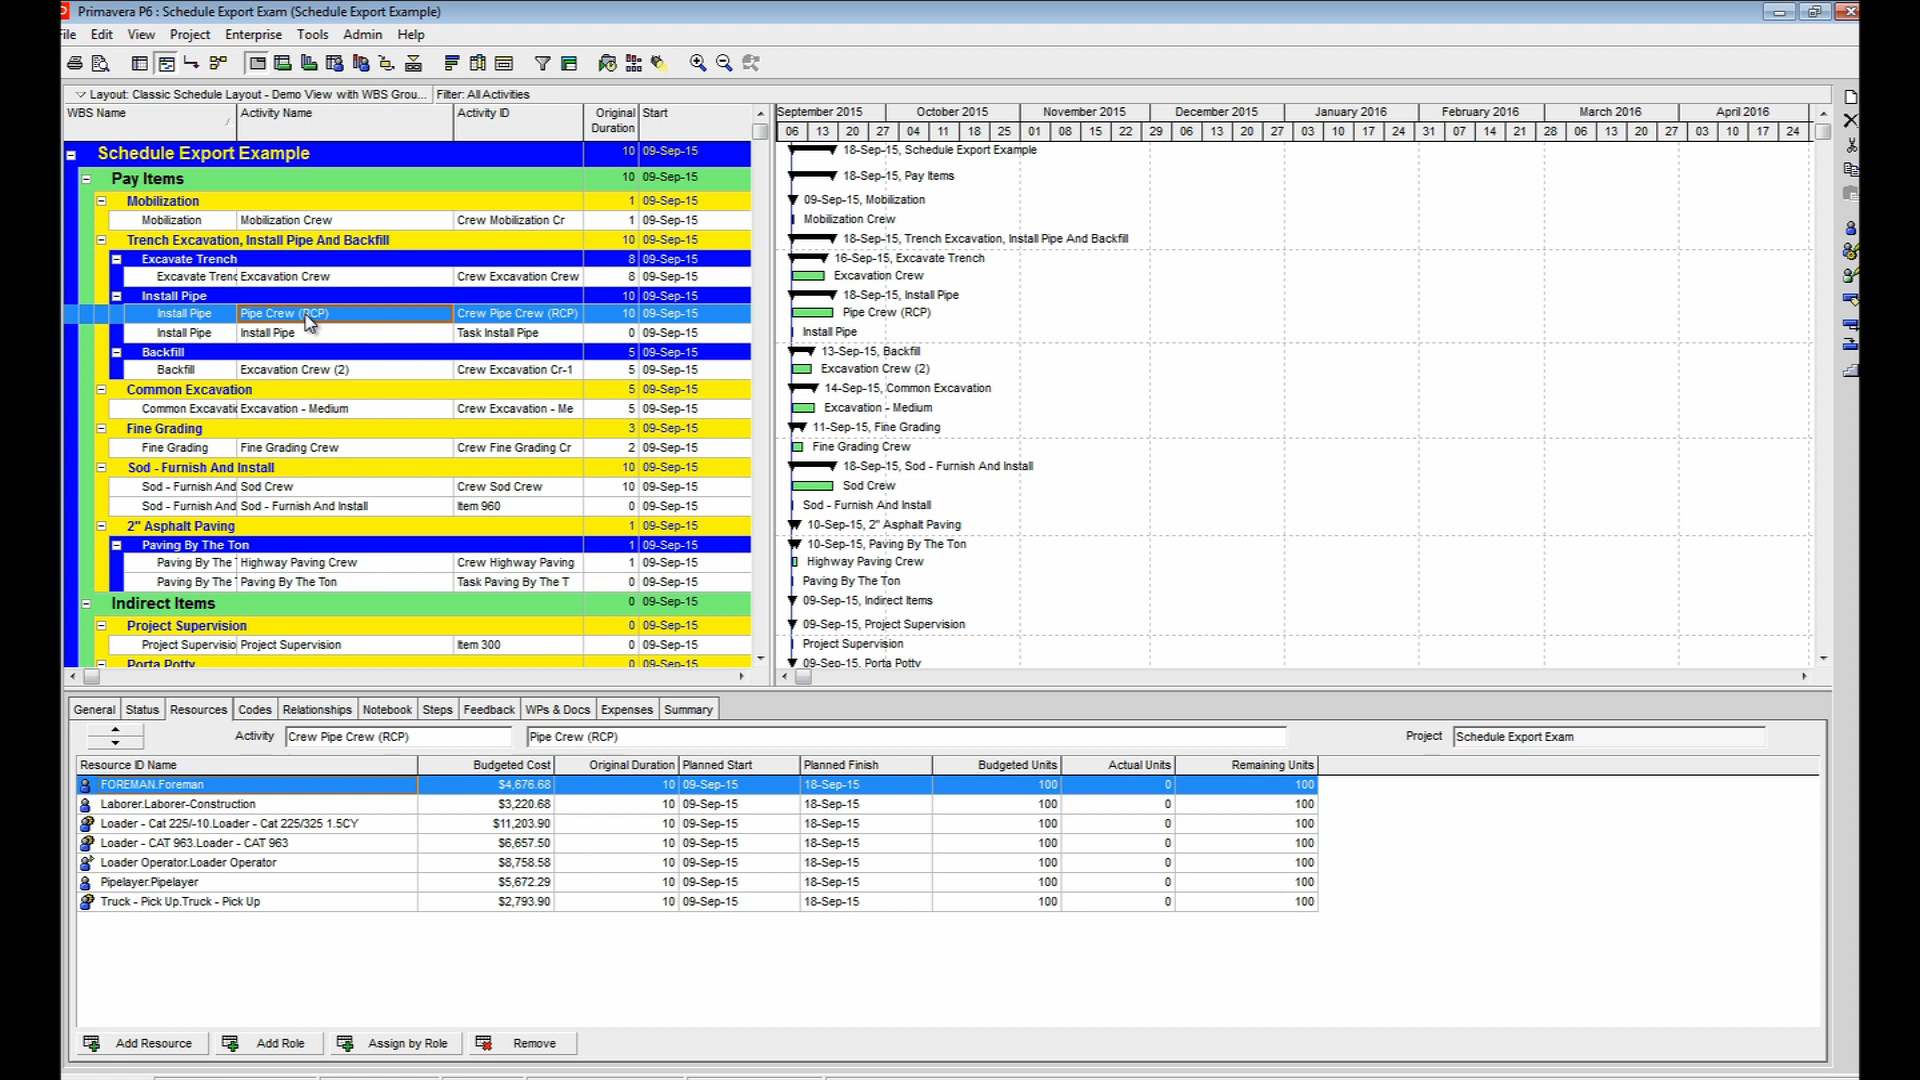 Primavera P6 : Schedule Export Exam (Schedule Export Example)
File Edit View Project Enterprise Tools Admin Help
Layout: Classic Schedule Layout - Demo View with WBS Grou... Filter: All Activities
WBS Name Activity Name Activity ID Original Duration Start
September 2015 October 2015 November 2015 December 2015 January 2016 February 2016 March 2016 April 2016
06 13 20 27 04 11 18 25 01 08 15 22 29 06 13 20 27 03 10 17 24 31 07 14 21 28 06 13 20 27 03 10 17 24
Schedule Export Example 10 09-Sep-15 18-Sep-15, Schedule Export Example
Pay Items 10 09-Sep-15 18-Sep-15, Pay Items
Mobilization 1 09-Sep-15 09-Sep-15, Mobilization
Mobilization Mobilization Crew Crew Mobilization Cr 1 09-Sep-15 Mobilization Crew
Trench Excavation, Install Pipe And Backfill 10 09-Sep-15 18-Sep-15, Trench Excavation, Install Pipe And Backfill
Excavate Trench 8 09-Sep-15 16-Sep-15, Excavate Trench
Excavate Trenc Excavation Crew Crew Excavation Crew 8 09-Sep-15 Excavation Crew
Install Pipe 10 09-Sep-15 18-Sep-15, Install Pipe
Install Pipe Pipe Crew (RCP) Crew Pipe Crew (RCP) 10 09-Sep-15 Pipe Crew (RCP)
Install Pipe Install Pipe Task Install Pipe 0 09-Sep-15 Install Pipe
Backfill 5 09-Sep-15 13-Sep-15, Backfill
Backfill Excavation Crew (2) Crew Excavation Cr-1 5 09-Sep-15 Excavation Crew (2)
Common Excavation 5 09-Sep-15 14-Sep-15, Common Excavation
Common Excavati Excavation - Medium Crew Excavation - Me 5 09-Sep-15 Excavation - Medium
Fine Grading 3 09-Sep-15 11-Sep-15, Fine Grading
Fine Grading Fine Grading Crew Crew Fine Grading Cr 2 09-Sep-15 Fine Grading Crew
Sod - Furnish And Install 10 09-Sep-15 18-Sep-15, Sod - Furnish And Install
Sod - Furnish And Sod Crew Crew Sod Crew 10 09-Sep-15 Sod Crew
Sod - Furnish And Sod - Furnish And Install Item 960 0 09-Sep-15 Sod - Furnish And Install
2" Asphalt Paving 1 09-Sep-15 10-Sep-15, 2" Asphalt Paving
Paving By The Ton 1 09-Sep-15 10-Sep-15, Paving By The Ton
Paving By The Highway Paving Crew Crew Highway Paving 1 09-Sep-15 Highway Paving Crew
Paving By The Paving By The Ton Task Paving By The T 0 09-Sep-15 Paving By The Ton
Indirect Items 0 09-Sep-15 09-Sep-15, Indirect Items
Project Supervision 0 09-Sep-15 09-Sep-15, Project Supervision
Project Supervisio Project Supervision Item 300 0 09-Sep-15 Project Supervision
Porta Potty 0 09-Sep-15 09-Sep-15, Porta Potty
General Status Resources Codes Relationships Notebook Steps Feedback WPs & Docs Expenses Summary
Activity Crew Pipe Crew (RCP) Pipe Crew (RCP) Project Schedule Export Exam
Resource ID Name Budgeted Cost Original Duration Planned Start Planned Finish Budgeted Units Actual Units Remaining Units
FOREMAN.Foreman $4,676.68 10 09-Sep-15 18-Sep-15 100 0 100
Laborer.Laborer-Construction $3,220.68 10 09-Sep-15 18-Sep-15 100 0 100
Loader - Cat 225/-10.Loader - Cat 225/325 1.5CY $11,203.90 10 09-Sep-15 18-Sep-15 100 0 100
Loader - CAT 963.Loader - CAT 963 $6,657.50 10 09-Sep-15 18-Sep-15 100 0 100
Loader Operator.Loader Operator $8,758.58 10 09-Sep-15 18-Sep-15 100 0 100
Pipelayer.Pipelayer $5,672.29 10 09-Sep-15 18-Sep-15 100 0 100
Truck - Pick Up.Truck - Pick Up $2,793.90 10 09-Sep-15 18-Sep-15 100 0 100
Add Resource Add Role Assign by Role Remove